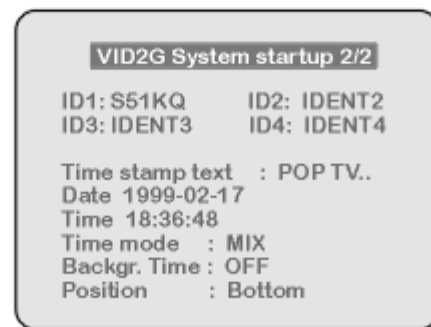 VID2G System startup 2/2
ID1: S51KQ ID2: IDENT2
ID3: IDENT3 ID4: IDENT4
Time stamp text : POP TV..
Date 1999-02-17
Time 18:36:48
Time mode : MIX
Backgr. Time : OFF
Position : Bottom